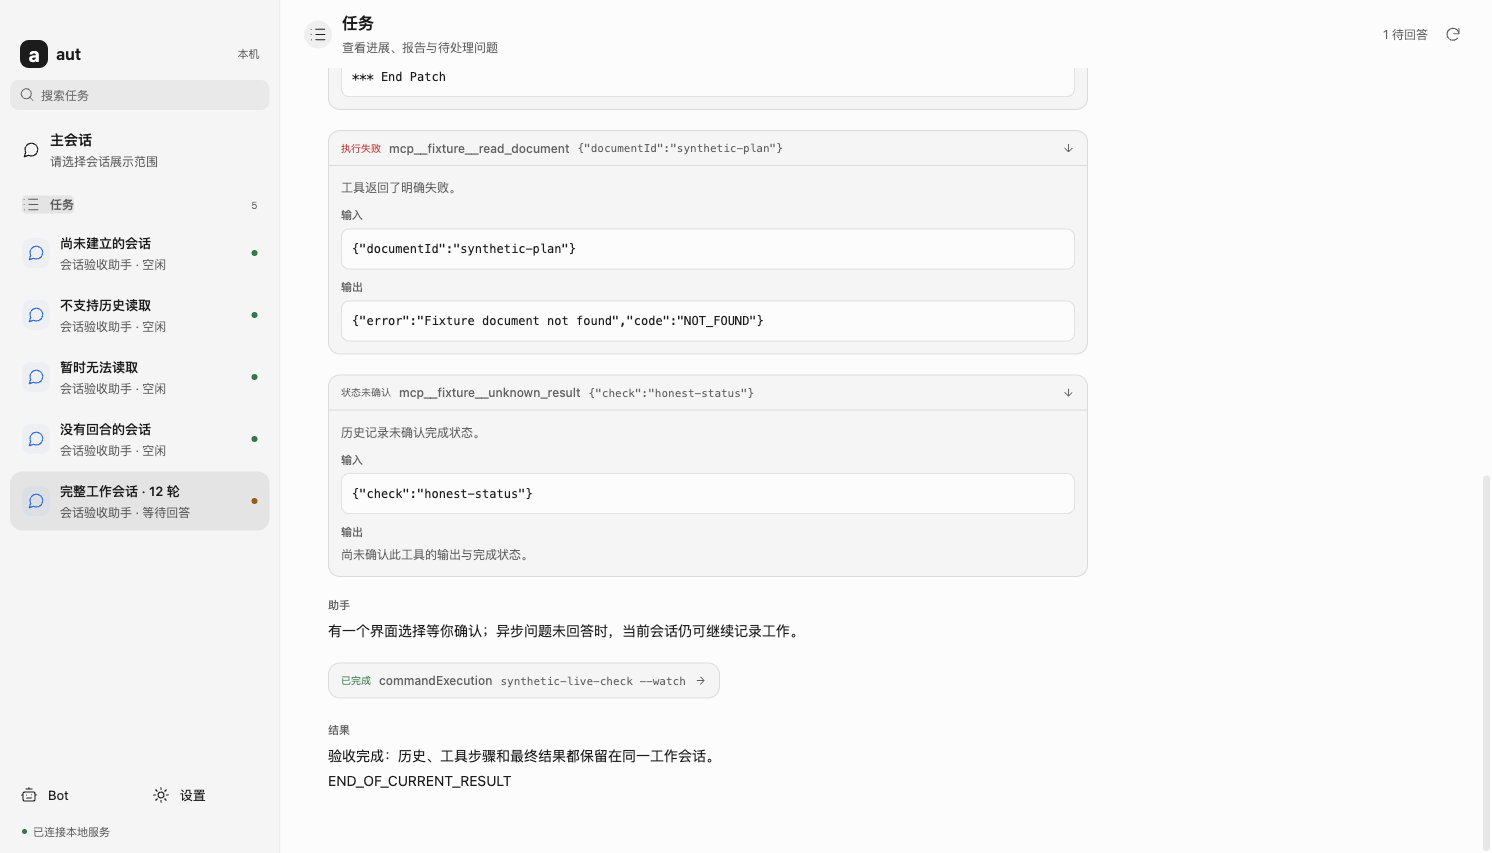 a aut
本机
搜索任务
主会话
请选择会话展示范围
任务
5
尚未建立的会话
会话验收助手 · 空闲
不支持历史读取
会话验收助手 · 空闲
暂时无法读取
会话验收助手 · 空闲
没有回合的会话
会话验收助手 · 空闲
完整工作会话 · 12 轮
会话验收助手 · 等待回答
Bot
设置
已连接本地服务
任务
查看进展、报告与待处理问题
1 待回答
*** End Patch
执行失败 mcp__fixture__read_document {"documentId":"synthetic-plan"}
工具返回了明确失败。
输入
{"documentId":"synthetic-plan"}
输出
{"error":"Fixture document not found","code":"NOT_FOUND"}
状态未确认 mcp__fixture__unknown_result {"check":"honest-status"}
历史记录未确认完成状态。
输入
{"check":"honest-status"}
输出
尚未确认此工具的输出与完成状态。
助手
有一个界面选择等你确认；异步问题未回答时，当前会话仍可继续记录工作。
已完成 commandExecution synthetic-live-check --watch
结果
验收完成：历史、工具步骤和最终结果都保留在同一工作会话。
END_OF_CURRENT_RESULT